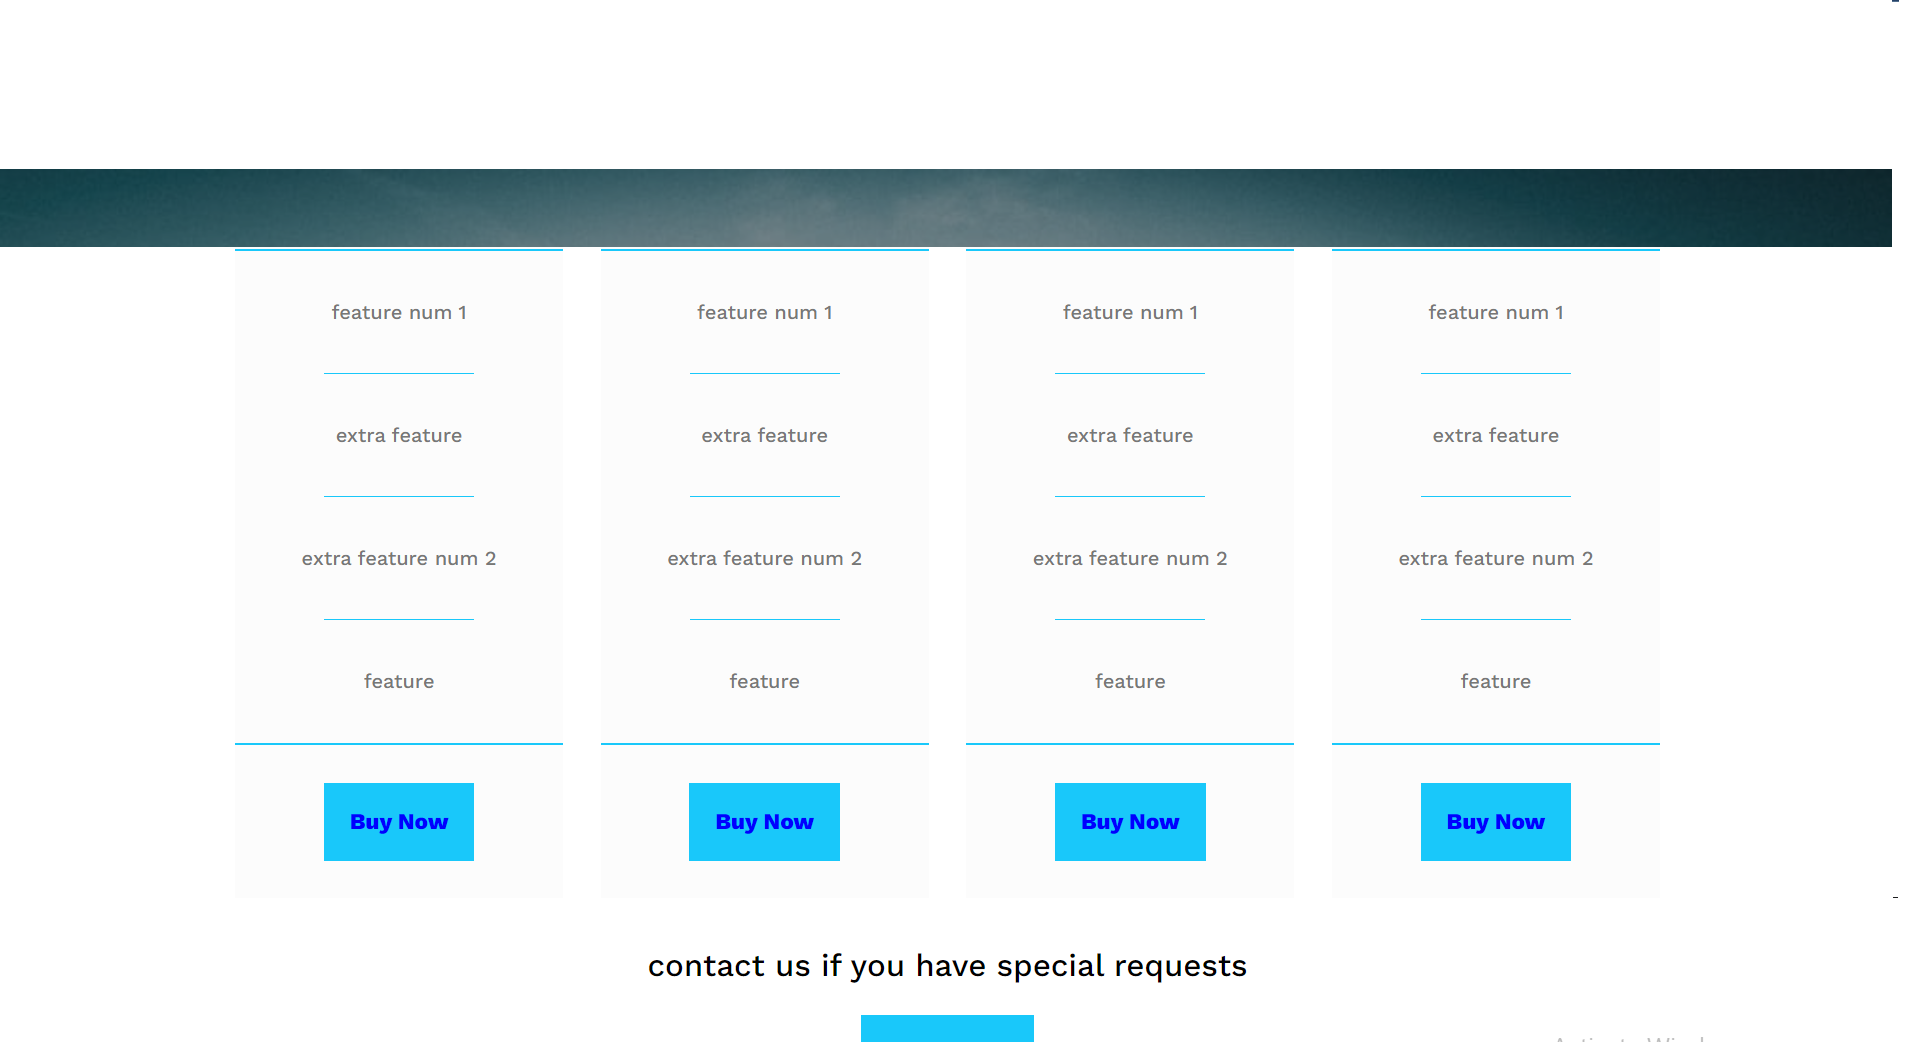 feature num 1 feature num 1 feature num 1 feature num 1
extra feature extra feature extra feature extra feature
extra feature num 2 extra feature num 2 extra feature num 2 extra feature num 2
feature feature feature feature
Buy Now Buy Now Buy Now Buy Now
contact us if you have special requests